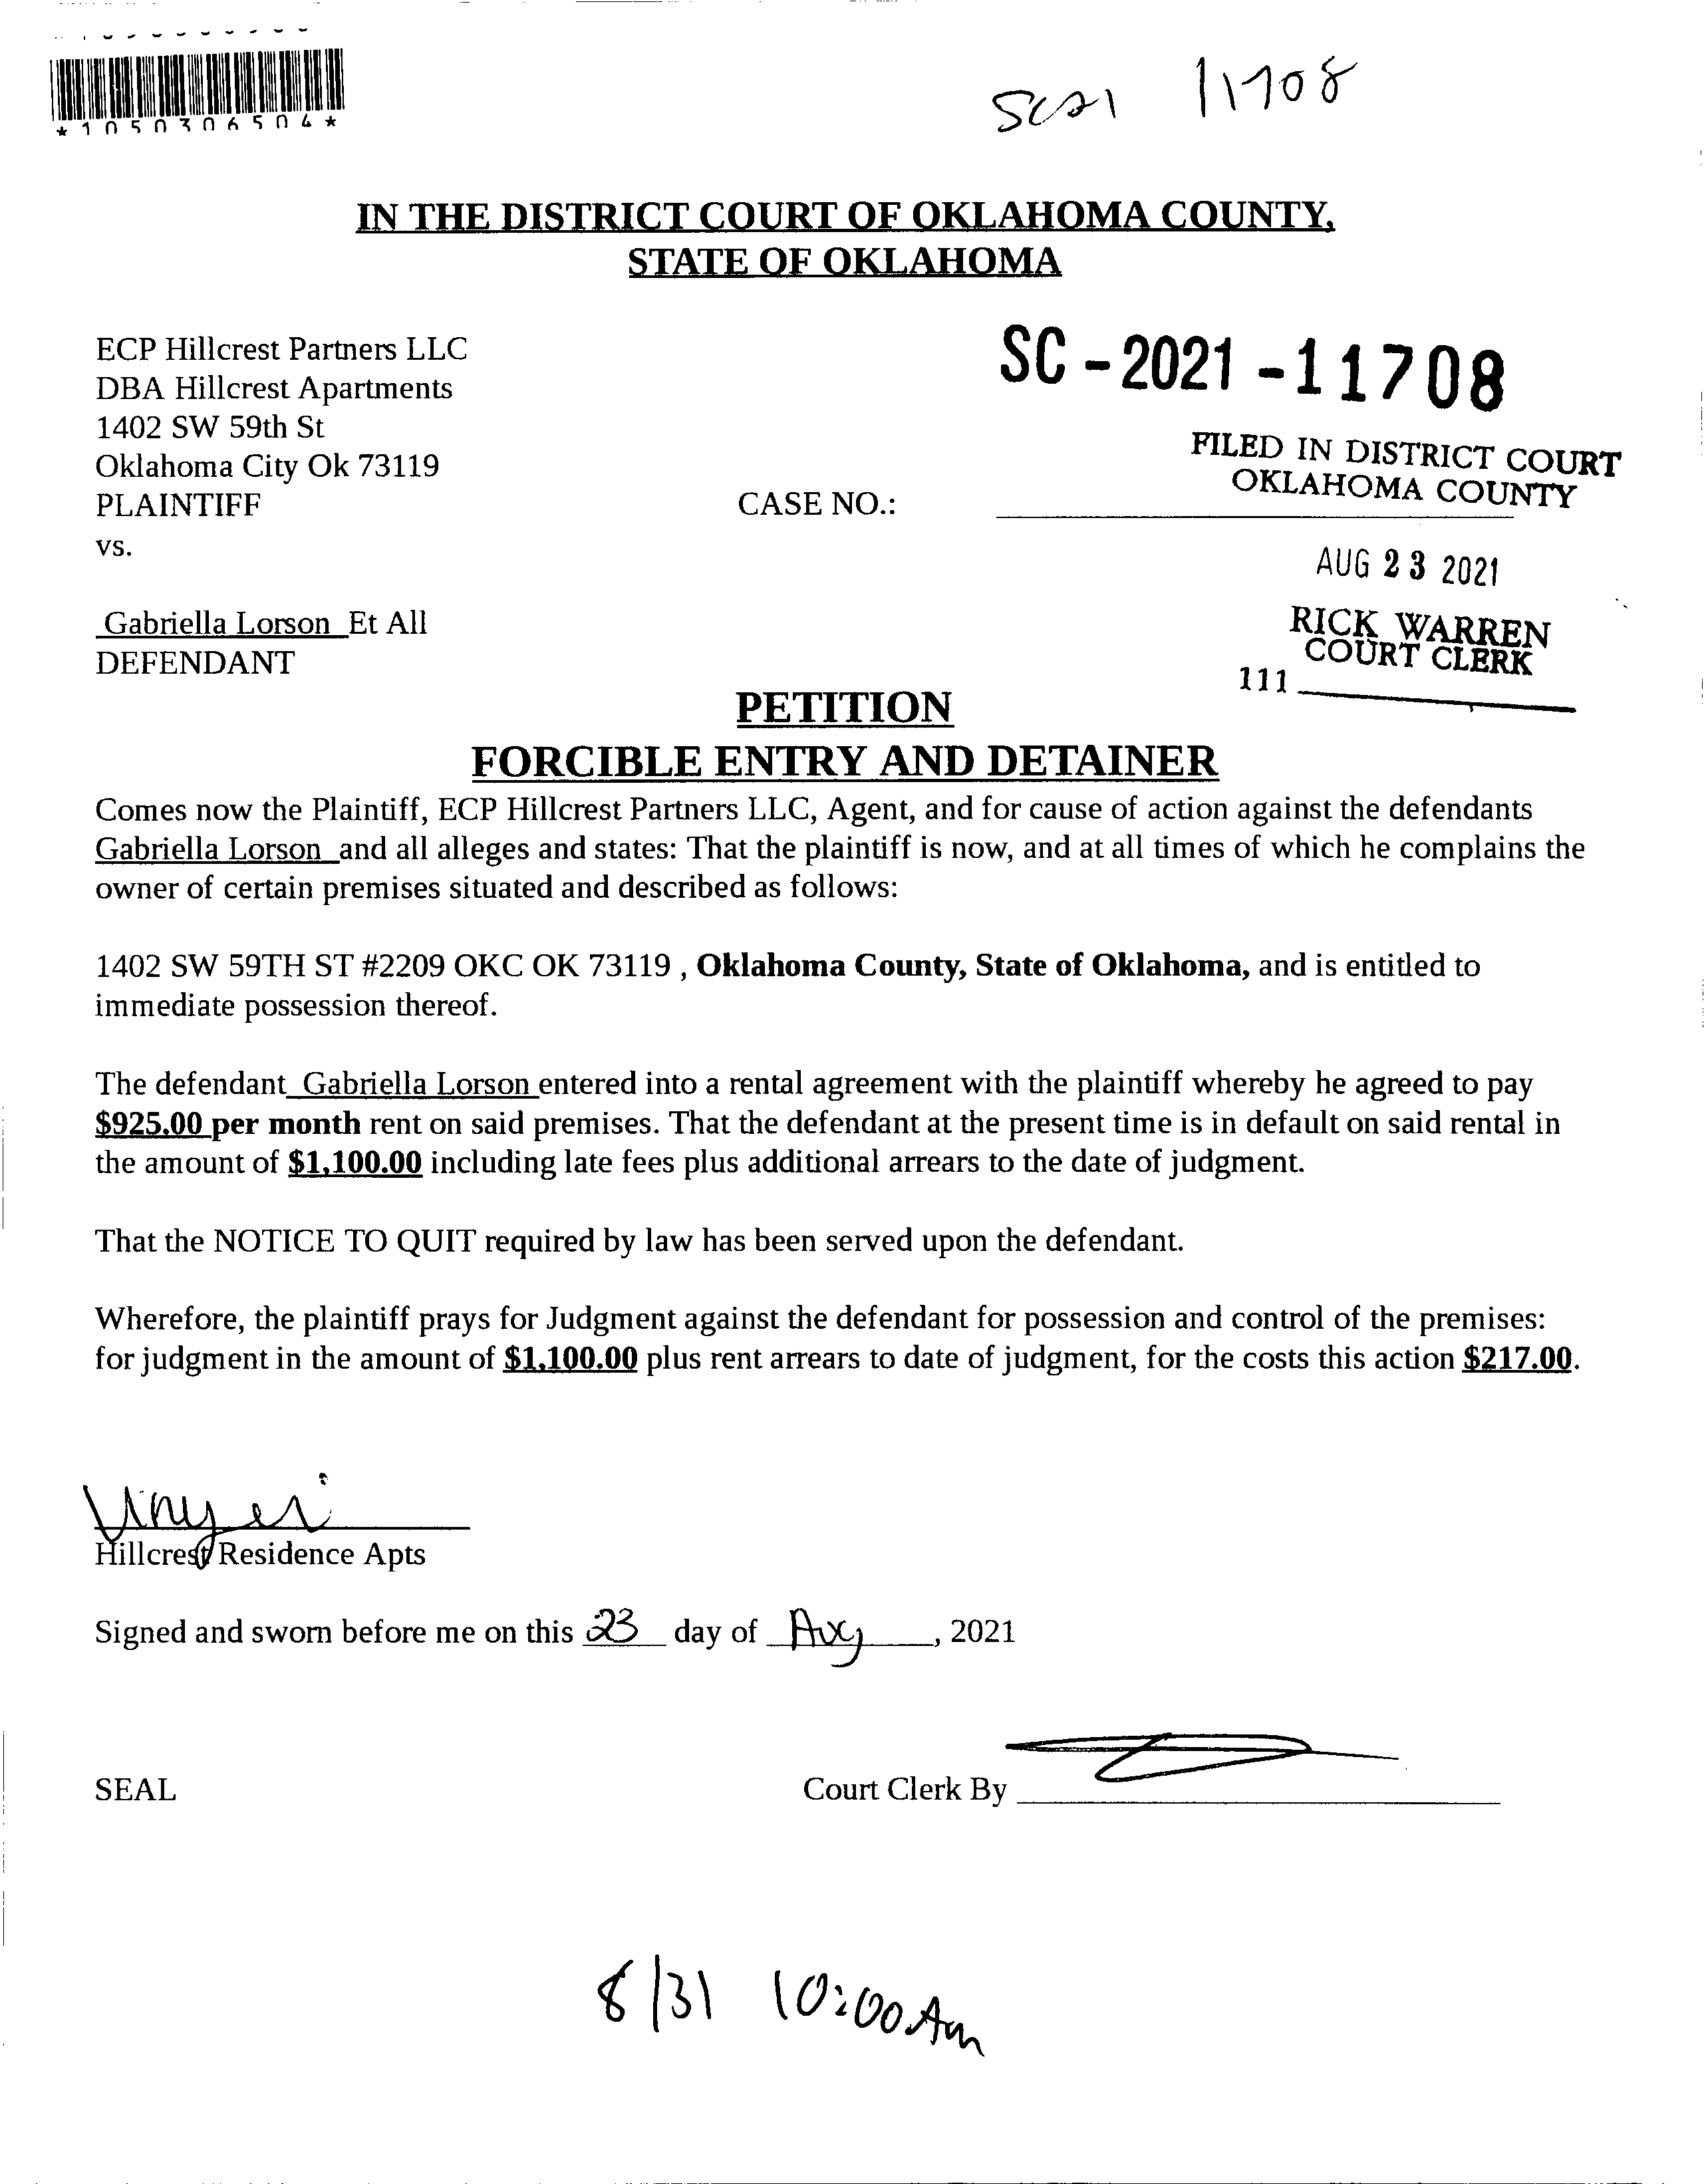 *1050306504*
SC21 11708
IN THE DISTRICT COURT OF OKLAHOMA COUNTY,
STATE OF OKLAHOMA
ECP Hillcrest Partners LLC
DBA Hillcrest Apartments
1402 SW 59th St
Oklahoma City Ok 73119
PLAINTIFF
vs.
Gabriella Lorson Et All
DEFENDANT
CASE NO.:
SC-2021-11708
FILED IN DISTRICT COURT
OKLAHOMA COUNTY
AUG 23 2021
RICK WARREN
COURT CLERK
111
PETITION
FORCIBLE ENTRY AND DETAINER
Comes now the Plaintiff, ECP Hillcrest Partners LLC, Agent, and for cause of action against the defendants
Gabriella Lorson and all alleges and states: That the plaintiff is now, and at all times of which he complains the
owner of certain premises situated and described as follows:
1402 SW 59TH ST #2209 OKC OK 73119 , Oklahoma County, State of Oklahoma, and is entitled to
immediate possession thereof.
The defendant Gabriella Lorson entered into a rental agreement with the plaintiff whereby he agreed to pay
$925.00 per month rent on said premises. That the defendant at the present time is in default on said rental in
the amount of $1,100.00 including late fees plus additional arrears to the date of judgment.
That the NOTICE TO QUIT required by law has been served upon the defendant.
Wherefore, the plaintiff prays for Judgment against the defendant for possession and control of the premises:
for judgment in the amount of $1,100.00 plus rent arrears to date of judgment, for the costs this action $217.00.
Hillcrest Residence Apts
Signed and sworn before me on this 23 day of Aug, 2021
SEAL
Court Clerk By
8/31 10:00 Am